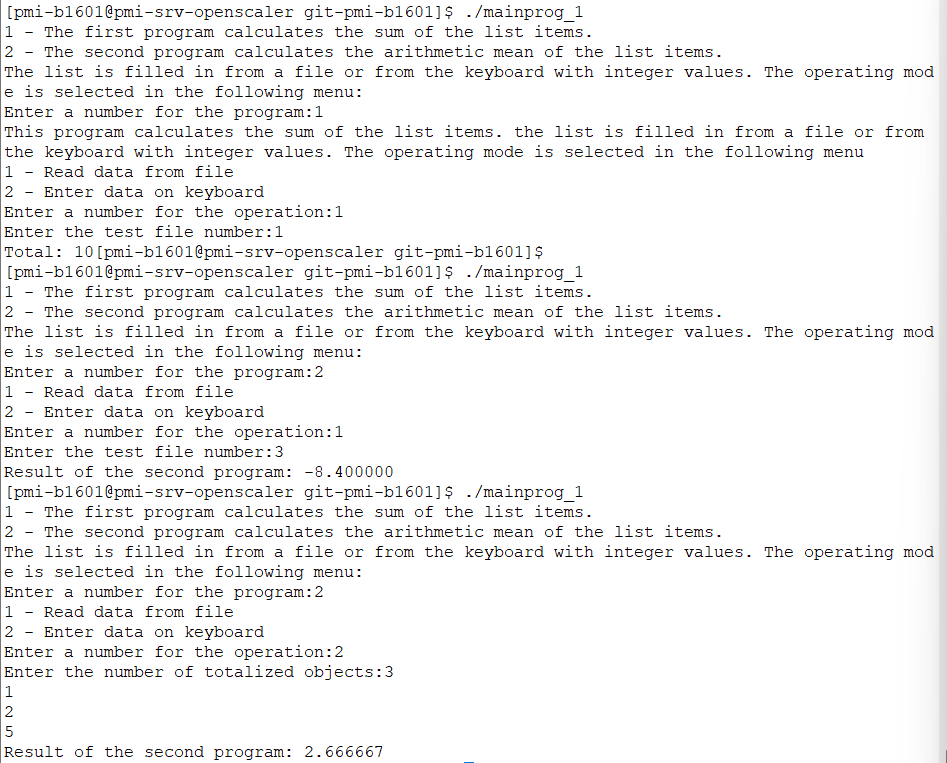 [pmi-b1601@pmi-srv-openscaler git-pmi-b1601]$ ./mainprog_1
1 - The first program calculates the sum of the list items.
2 - The second program calculates the arithmetic mean of the list items.
The list is filled in from a file or from the keyboard with integer values. The operating mod
e is selected in the following menu:
Enter a number for the program:1
This program calculates the sum of the list items. the list is filled in from a file or from
the keyboard with integer values. The operating mode is selected in the following menu
1 - Read data from file
2 - Enter data on keyboard
Enter a number for the operation:1
Enter the test file number:1
Total: 10[pmi-b1601@pmi-srv-openscaler git-pmi-b1601]$
[pmi-b1601@pmi-srv-openscaler git-pmi-b1601]$ ./mainprog_1
1 - The first program calculates the sum of the list items.
2 - The second program calculates the arithmetic mean of the list items.
The list is filled in from a file or from the keyboard with integer values. The operating mod
e is selected in the following menu:
Enter a number for the program:2
1 - Read data from file
2 - Enter data on keyboard
Enter a number for the operation:1
Enter the test file number:3
Result of the second program: -8.400000
[pmi-b1601@pmi-srv-openscaler git-pmi-b1601]$ ./mainprog_1
1 - The first program calculates the sum of the list items.
2 - The second program calculates the arithmetic mean of the list items.
The list is filled in from a file or from the keyboard with integer values. The operating mod
e is selected in the following menu:
Enter a number for the program:2
1 - Read data from file
2 - Enter data on keyboard
Enter a number for the operation:2
Enter the number of totalized objects:3
1
2
5
Result of the second program: 2.666667